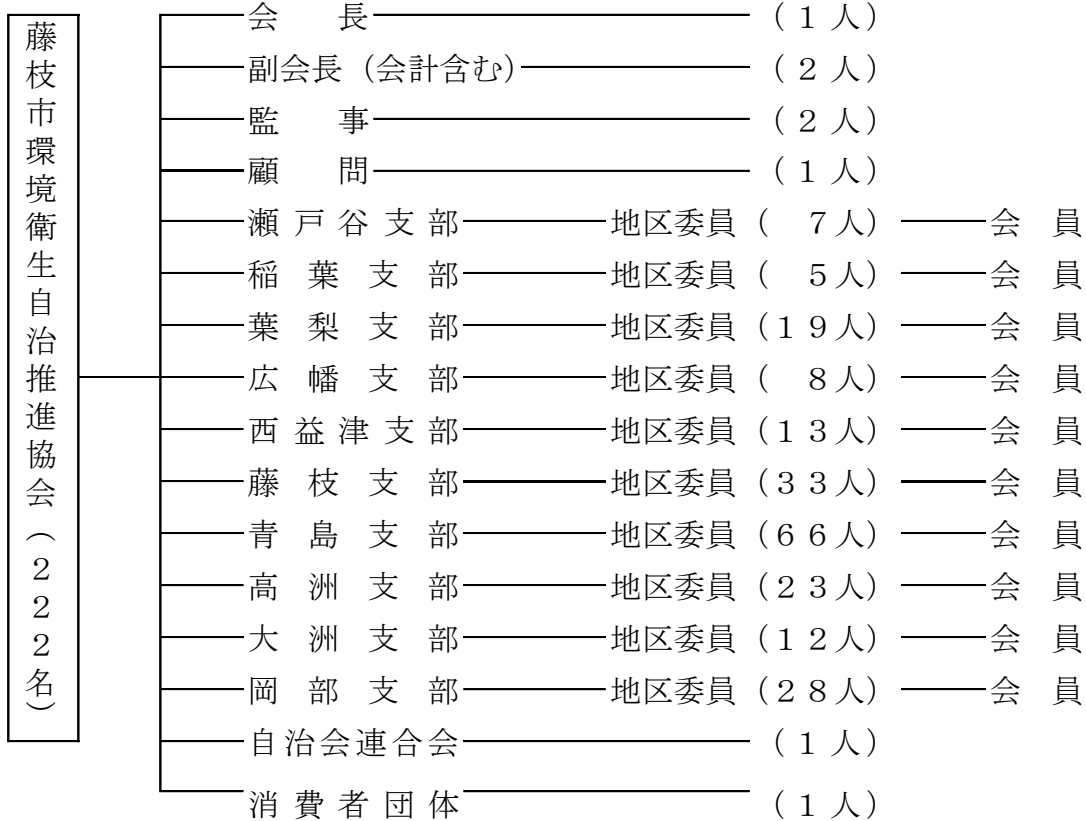 藤枝市環境衛生自治推進協会（２２２名）
会　長　（１人）
副会長（会計含む）　（２人）
監　事　（２人）
顧　問　（１人）
瀬戸谷支部　地区委員（　７人）　会　員
稲葉支部　地区委員（　５人）　会　員
葉梨支部　地区委員（１９人）　会　員
広幡支部　地区委員（　８人）　会　員
西益津支部　地区委員（１３人）　会　員
藤枝支部　地区委員（３３人）　会　員
青島支部　地区委員（６６人）　会　員
高洲支部　地区委員（２３人）　会　員
大洲支部　地区委員（１２人）　会　員
岡部支部　地区委員（２８人）　会　員
自治会連合会　（１人）
消費者団体　（１人）